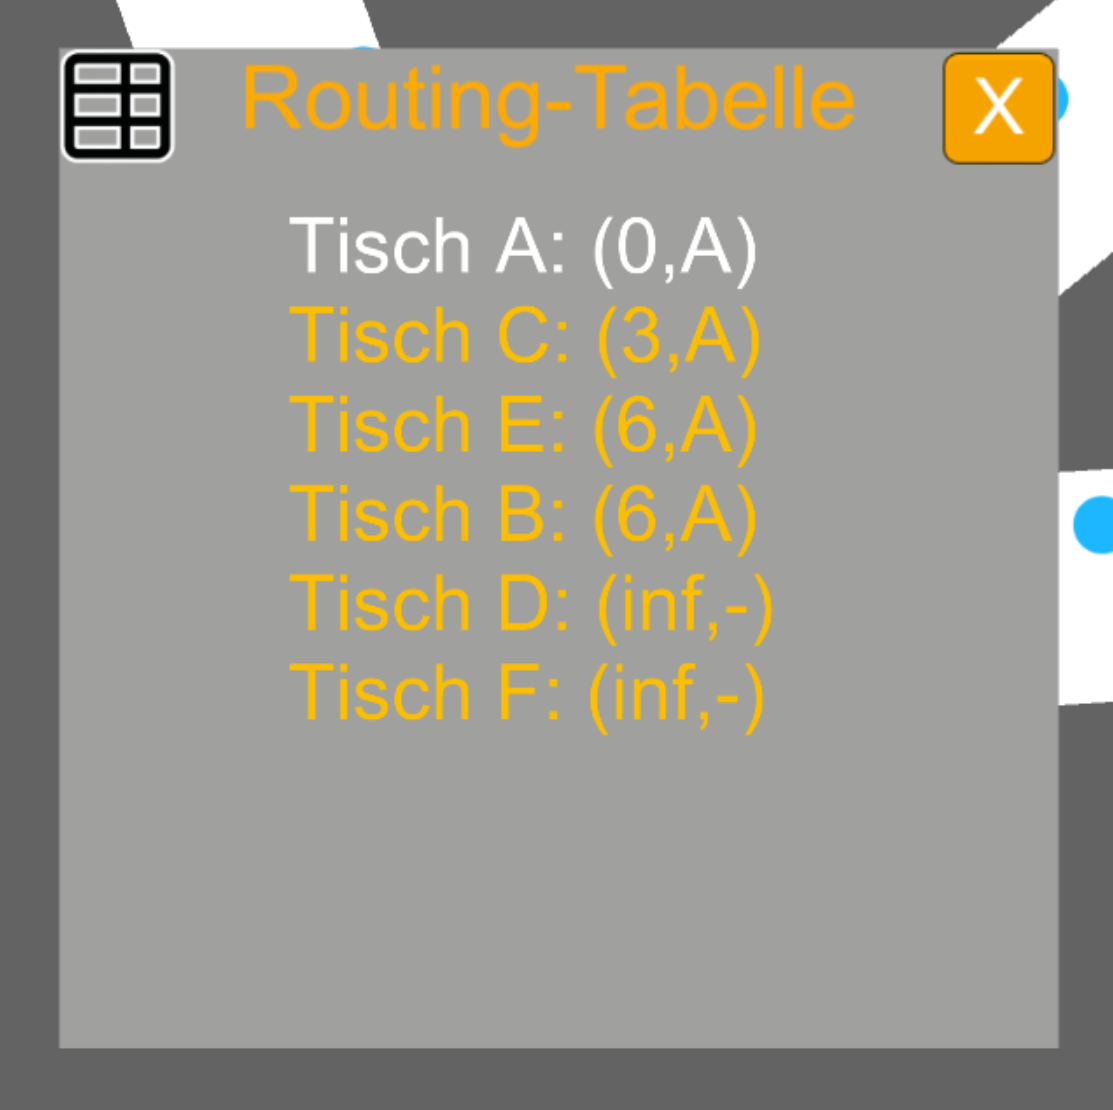 Routing-Tabelle
X
Tisch A: (0,A)
Tisch C: (3,A)
Tisch E: (6,A)
Tisch B: (6,A)
Tisch D: (inf,-)
Tisch F: (inf,-)